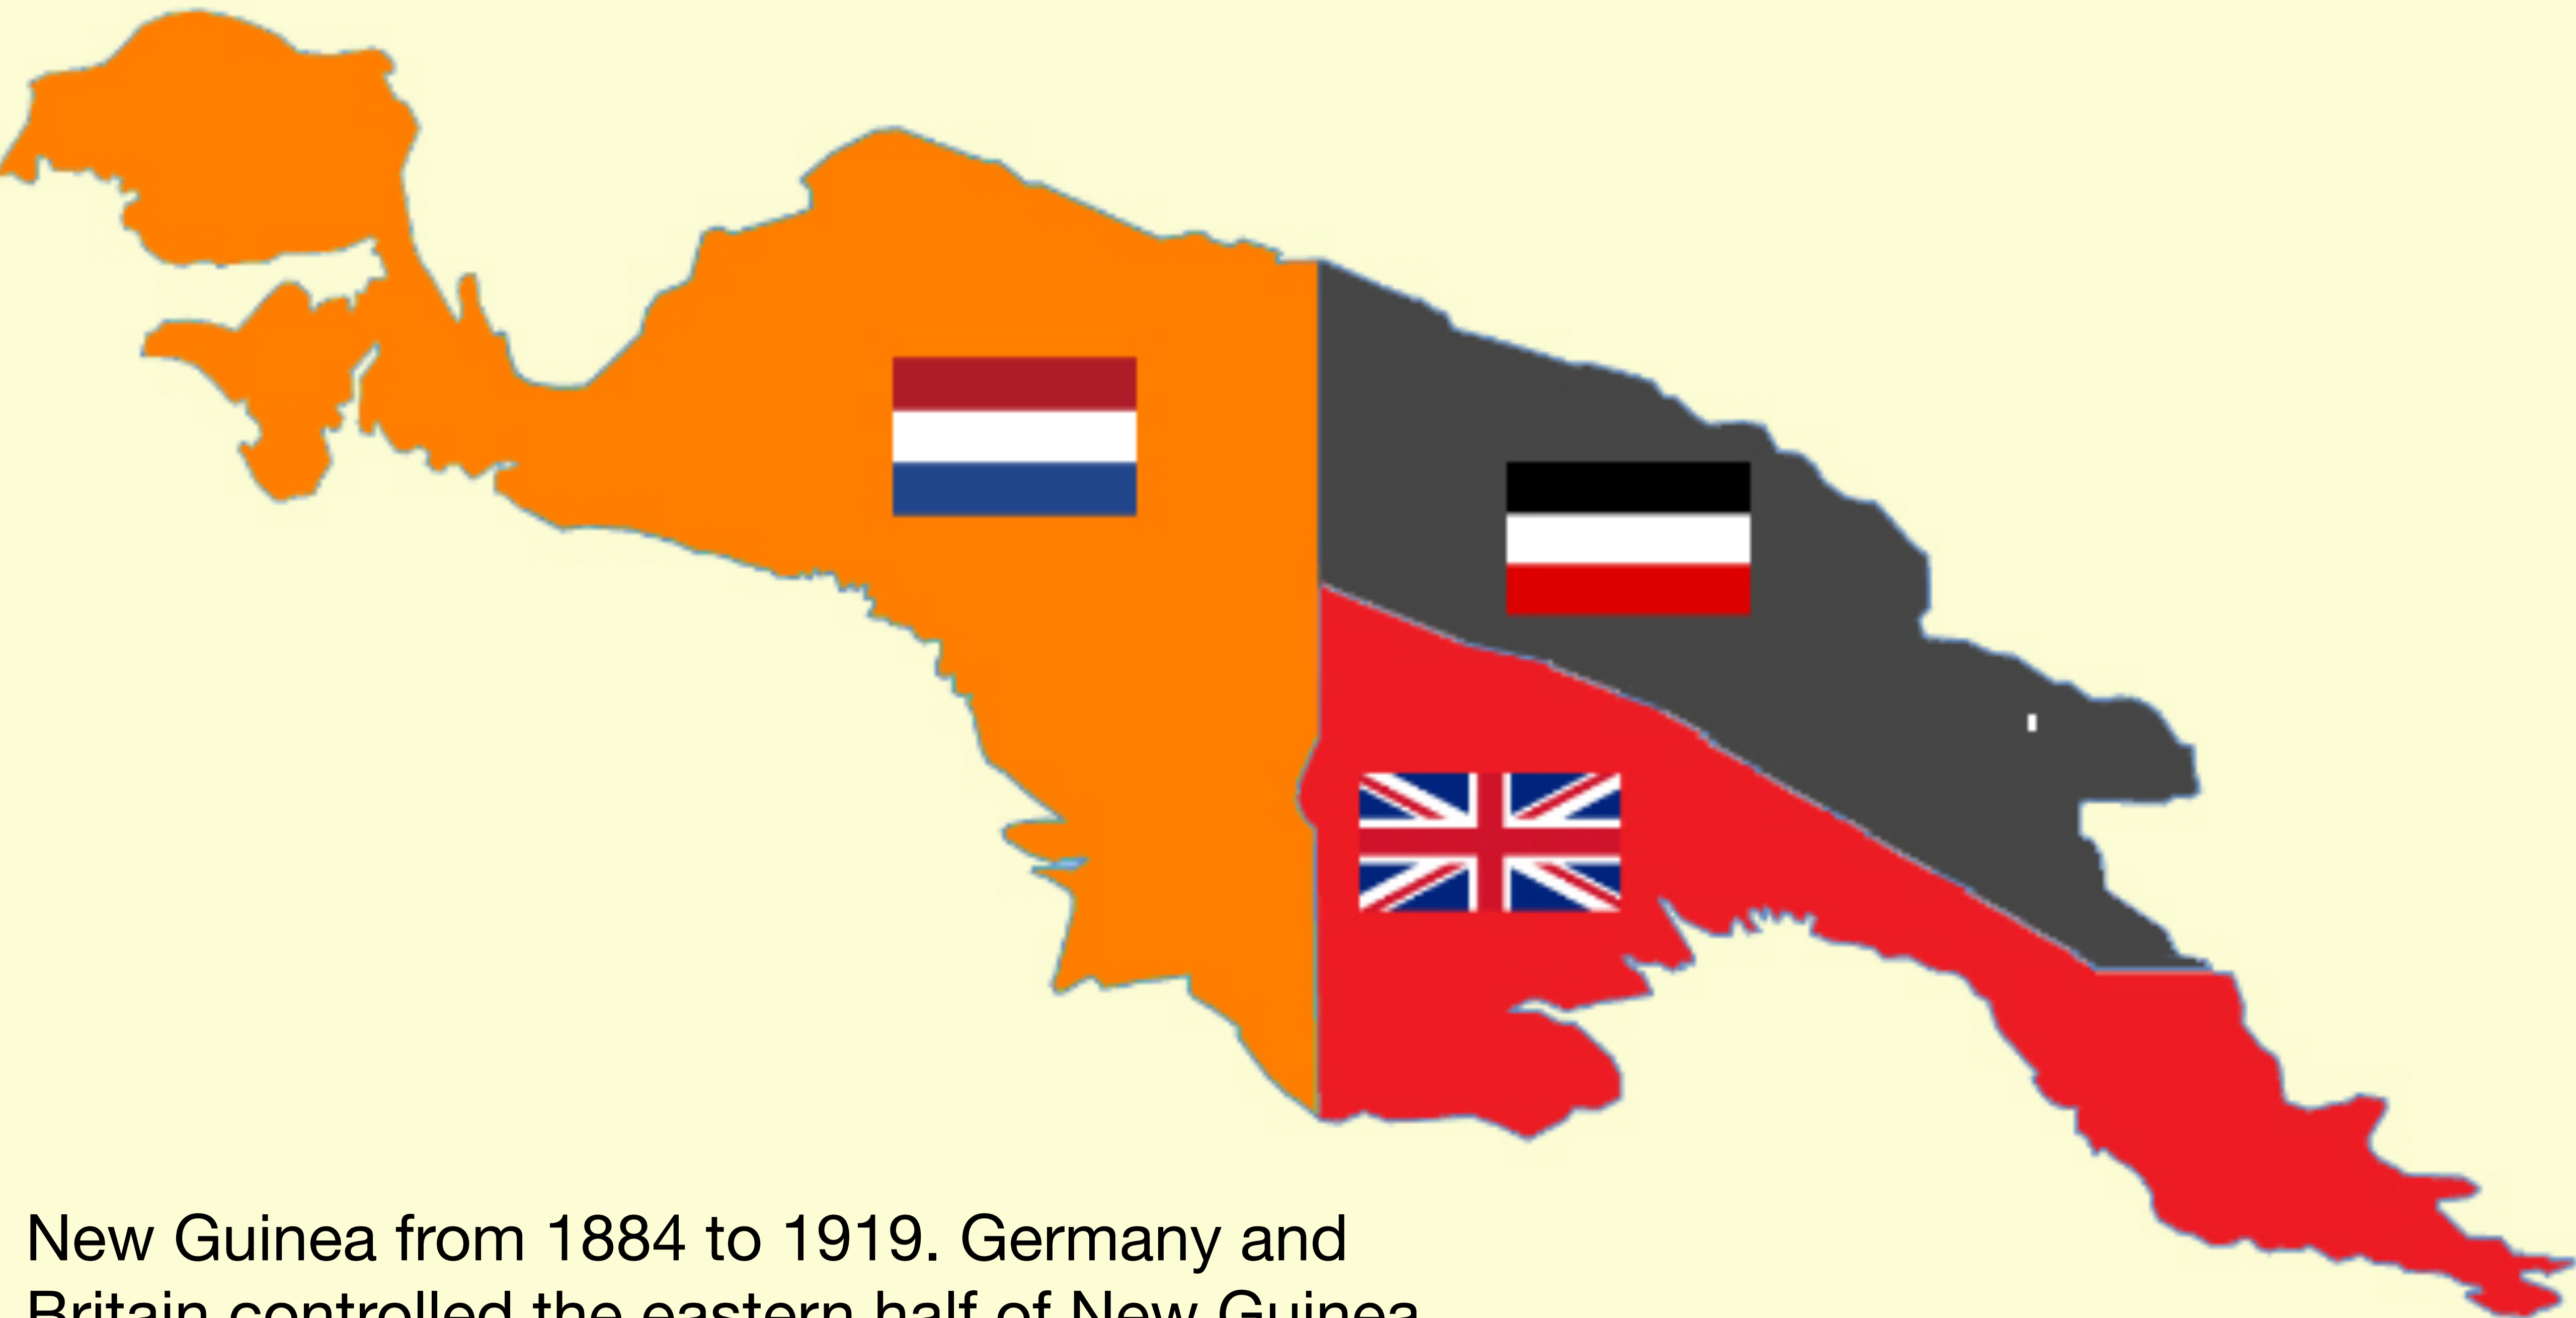 New Guinea from 1884 to 1919. Germany and
Britain controlled the eastern half of New Guinea